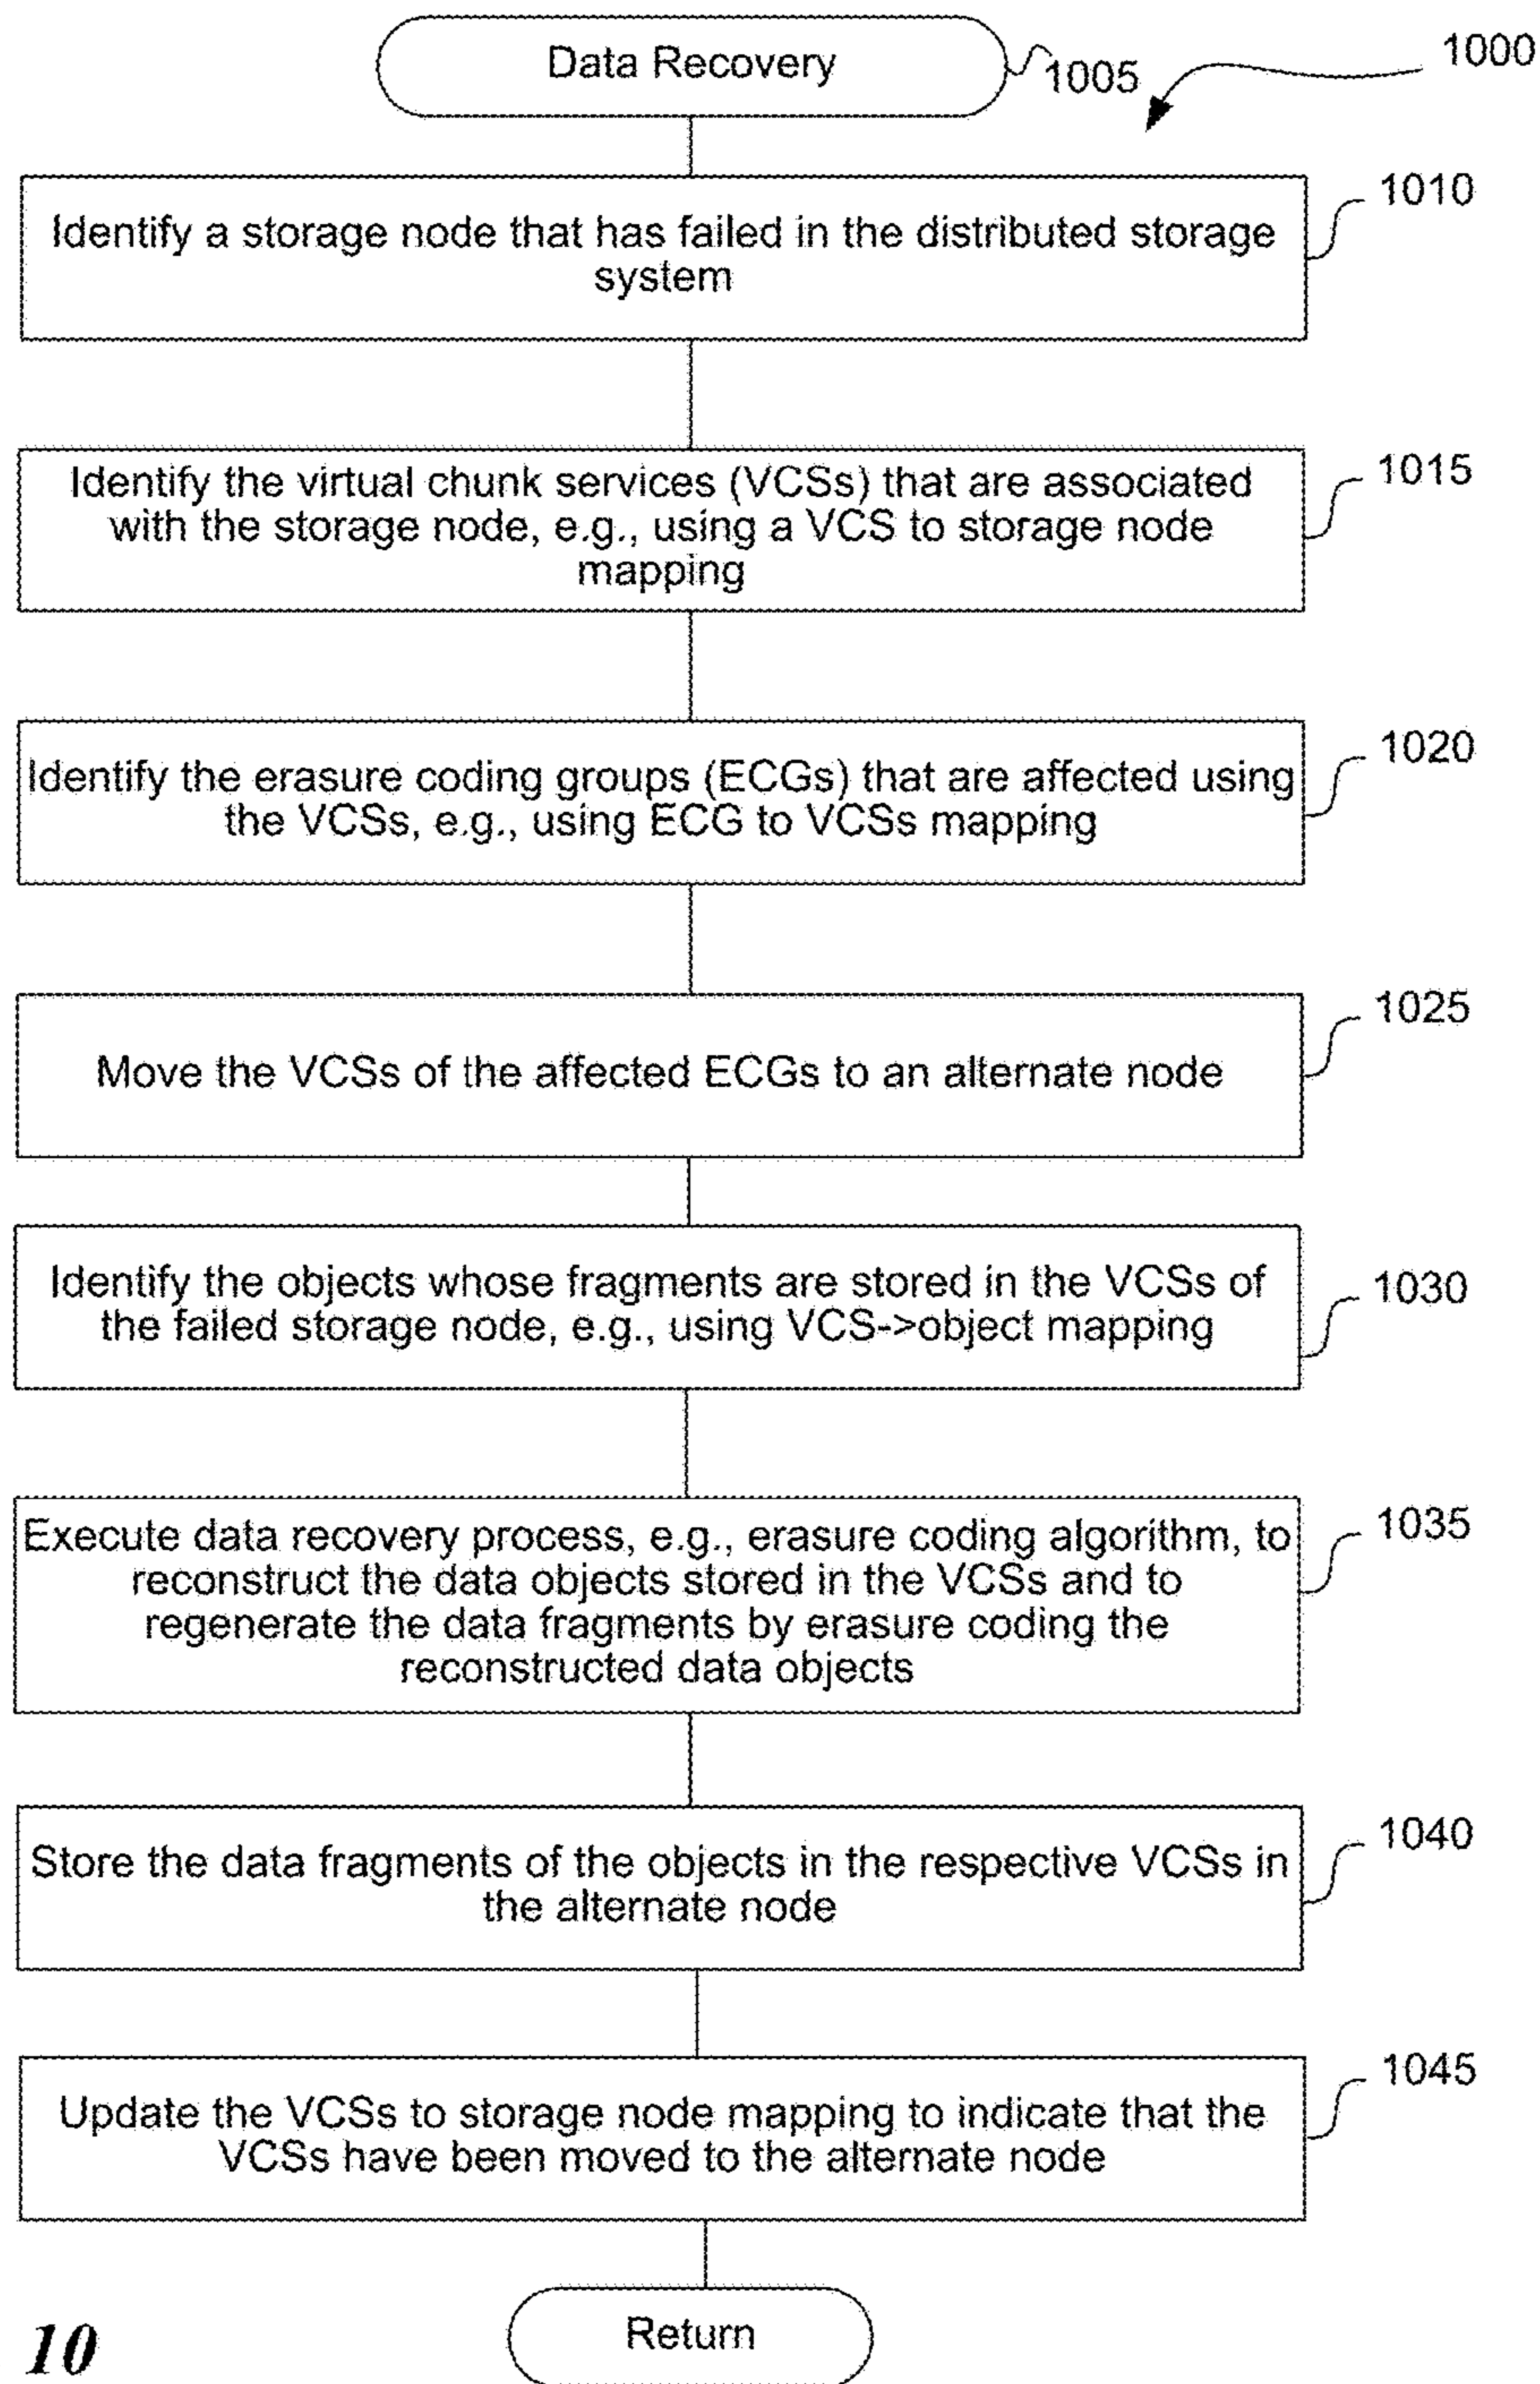 Data Recovery
1005
1000
Identify a storage node that has failed in the distributed storage
system
1010
Identify the virtual chunk services (VCSs) that are associated
with the storage node, e.g., using a VCS to storage node
mapping
1015
Identify the erasure coding groups (ECGs) that are affected using
the VCSs, e.g., using ECG to VCSs mapping
1020
Move the VCSs of the affected ECGs to an alternate node
1025
Identify the objects whose fragments are stored in the VCSs of
the failed storage node, e.g., using VCS->object mapping
1030
Execute data recovery process, e.g., erasure coding algorithm, to
reconstruct the data objects stored in the VCSs and to
regenerate the data fragments by erasure coding the
reconstructed data objects
1035
Store the data fragments of the objects in the respective VCSs in
the alternate node
1040
Update the VCSs to storage node mapping to indicate that the
VCSs have been moved to the alternate node
1045
Return
10